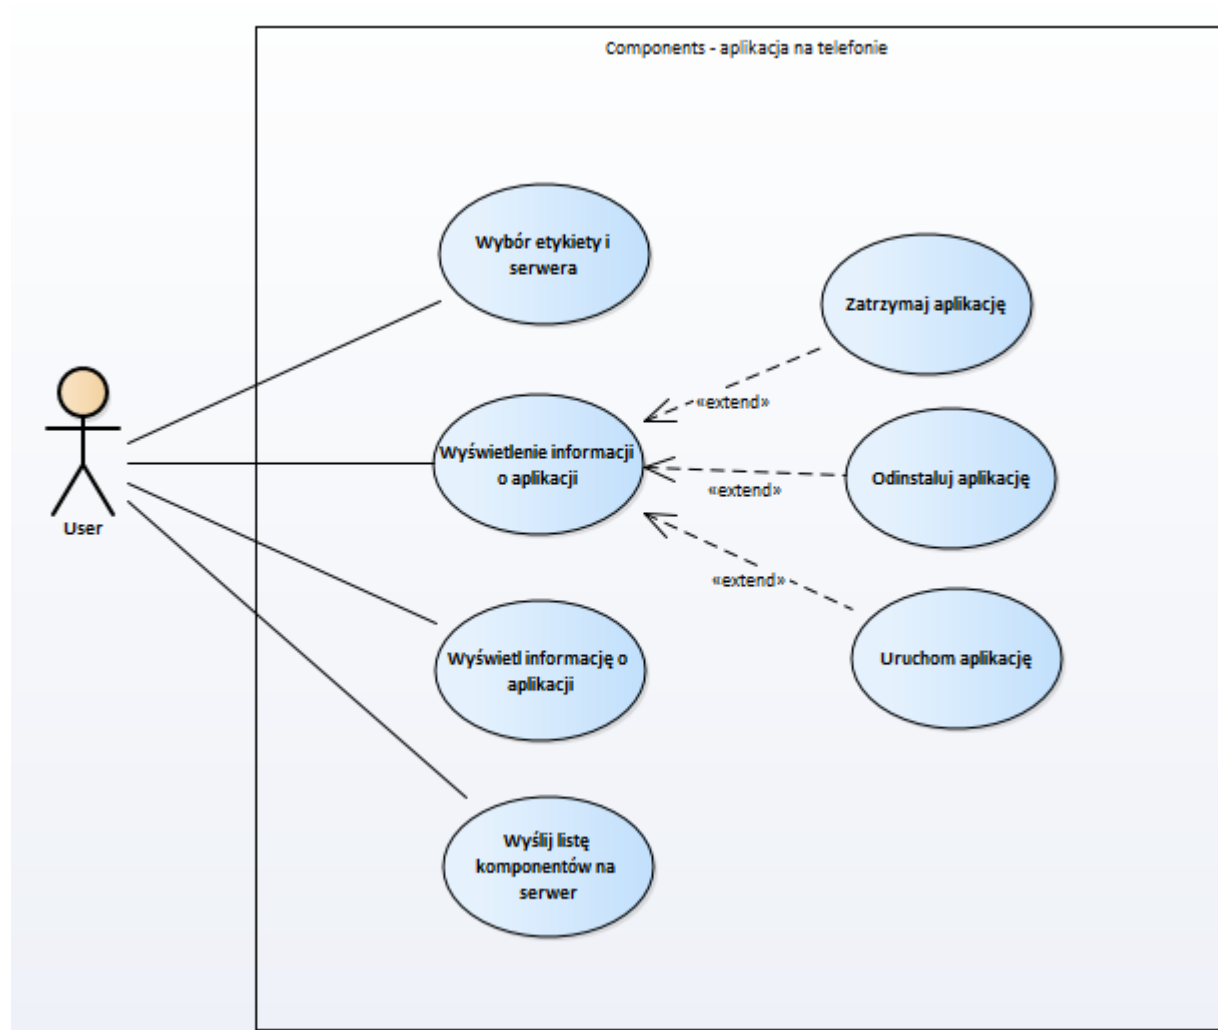 Components - aplikacja na telefonie
Wybór etykiety i
serwera
Zatrzymaj aplikację
«extend»
Wyświetlenie informacji
o aplikacji
Odinstaluj aplikację
«extend»
User
«extend»
Wyświetl informację o
aplikacji
Uruchom aplikację
Wyślij listę
komponentów na
serwer